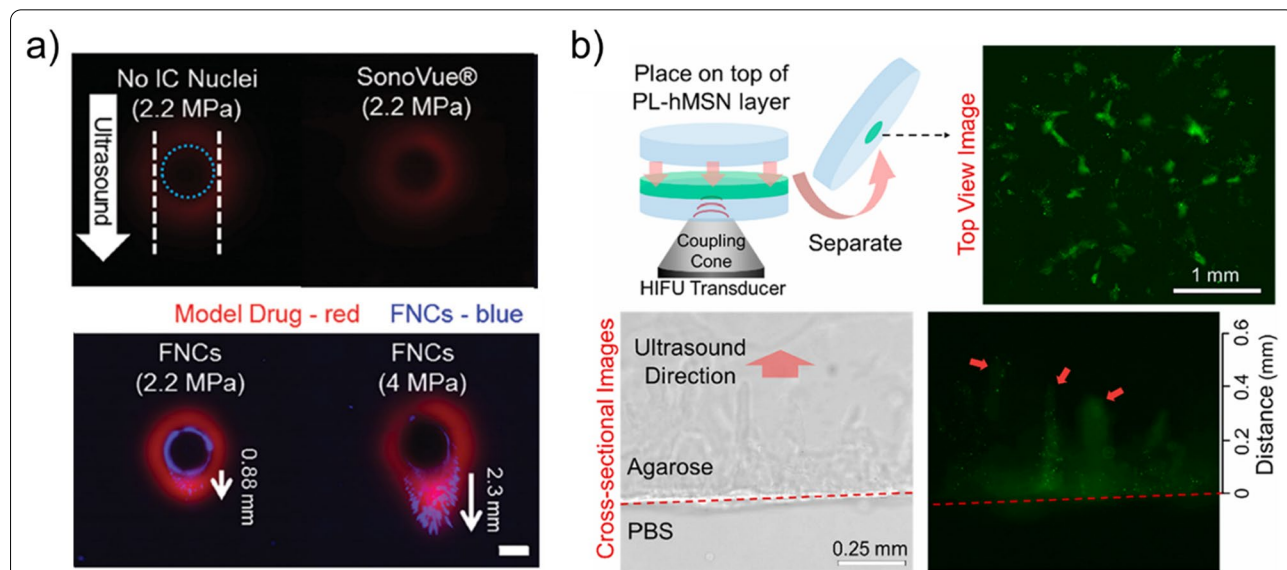 a)
No IC Nuclei
(2.2 MPa)
SonoVue®
(2.2 MPa)
Ultrasound
Model Drug - red
FNCs - blue
FNCs
(2.2 MPa)
FNCs
(4 MPa)
0.88 mm
2.3 mm
b)
Place on top of
PL-hMSN layer
Coupling
Cone
HIFU Transducer
Separate
Top View Image
1 mm
Cross-sectional Images
Ultrasound
Direction
Agarose
PBS
0.25 mm
0.6
0.4
0.2
0
Distance (mm)